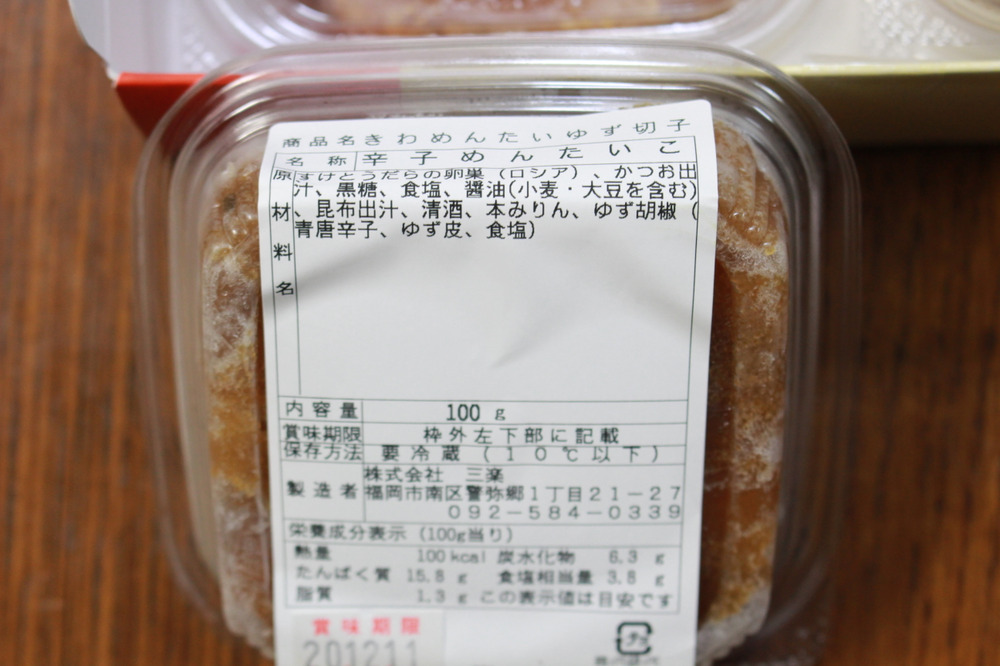 商品名きわめんたいゆず切子
名称 辛子めんたいこ
原材料名 すけとうだらの卵巣(ロシア)、かつお出
汁、黒糖、食塩、醤油(小麦・大豆を含む)
、昆布出汁、清酒、本みりん、ゆず胡椒(
青唐辛子、ゆず皮、食塩)
内容量 100g
賞味期限 枠外左下部に記載
保存方法 要冷蔵(10℃以下)
製造者 株式会社 三楽
福岡市南区警弥郷1丁目21-27
092-584-0339
栄養成分表示(100g当り)
熱量 100kcal 炭水化物 6.3g
たんぱく質 15.8g 食塩相当量 3.8g
脂質 1.3g この表示値は目安です
賞味期限
201211